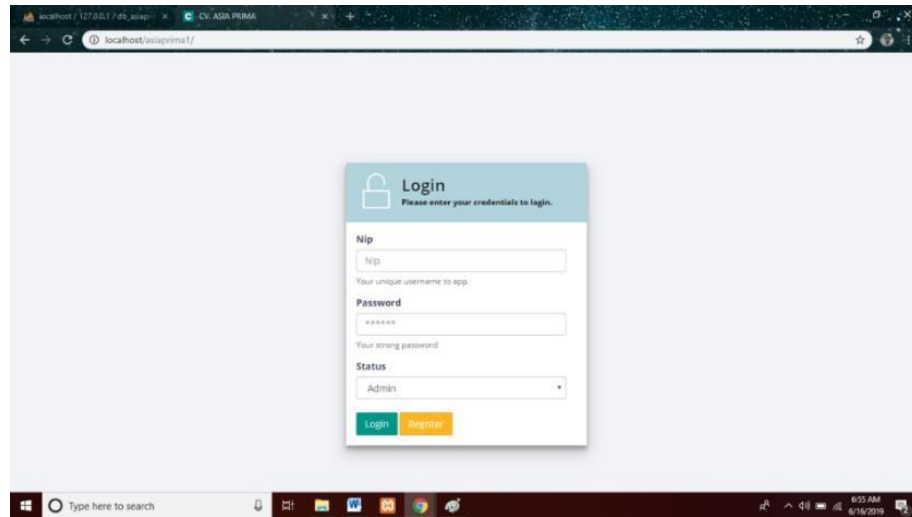 localhost / 127.0.0.1 / db_asiap
CV. ASIA PRIMA
localhost/asiaprima1/
Login
Please enter your credentials to login.
Nip
Nip
Your unique username to app
Password
******
Your strong password
Status
Admin
Login
Register
Type here to search
6:55 AM
6/16/2019